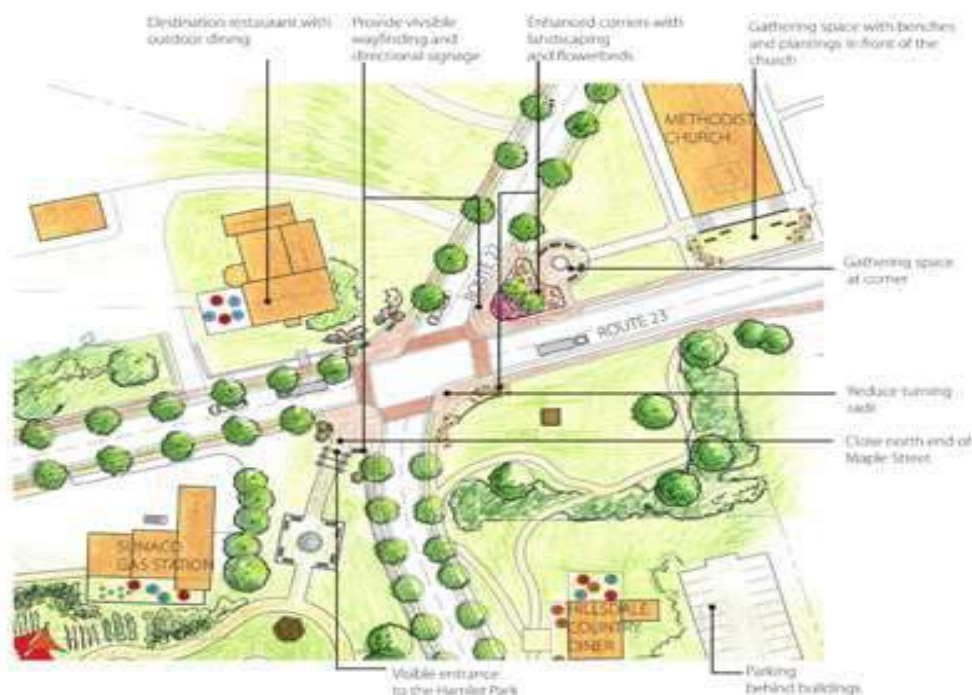 Destination restaurant with
outdoor dining
Provide vivsible
wayfinding and
directional signage
Enhanced corners with
landscaping
and flowerbeds
Gathering space with benches
and plantings in front of the
church
METHODIST
CHURCH
Gathering space
at corner
ROUTE 23
Reduce turning
radii
Close north end of
Maple Street
SUNACO
GAS STATION
HILLSDALE
COUNTRY
DINER
Visible entrance
to the Hamlet Park
Parking
behind buildings